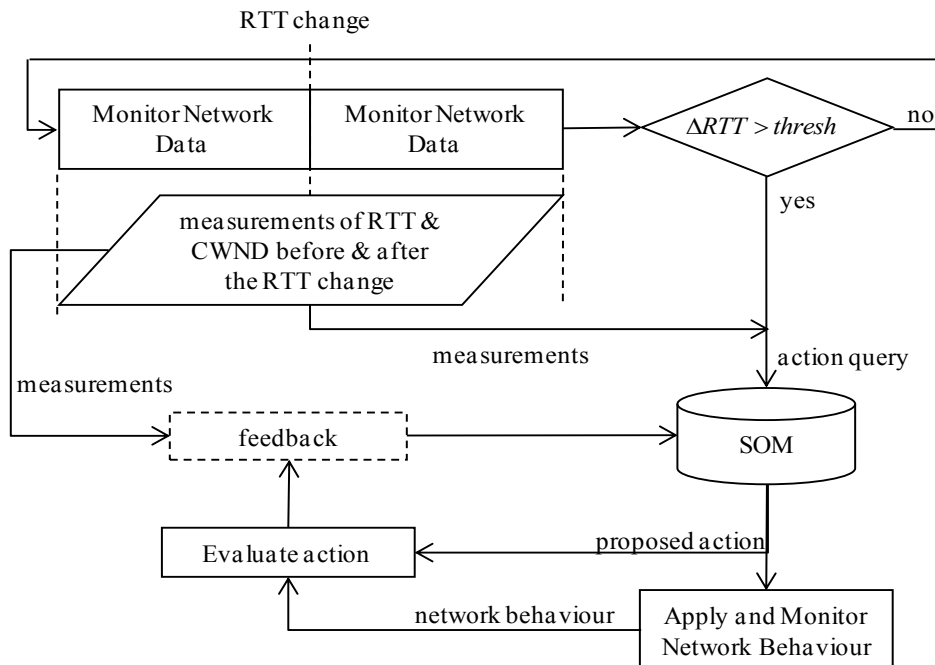 RTT change
Monitor Network
Data
Monitor Network
Data
ΔRTT > thresh
no
yes
measurements of RTT &
CWND before & after
the RTT change
measurements
measurements
action query
feedback
SOM
Evaluate action
proposed action
network behaviour
Apply and Monitor
Network Behaviour